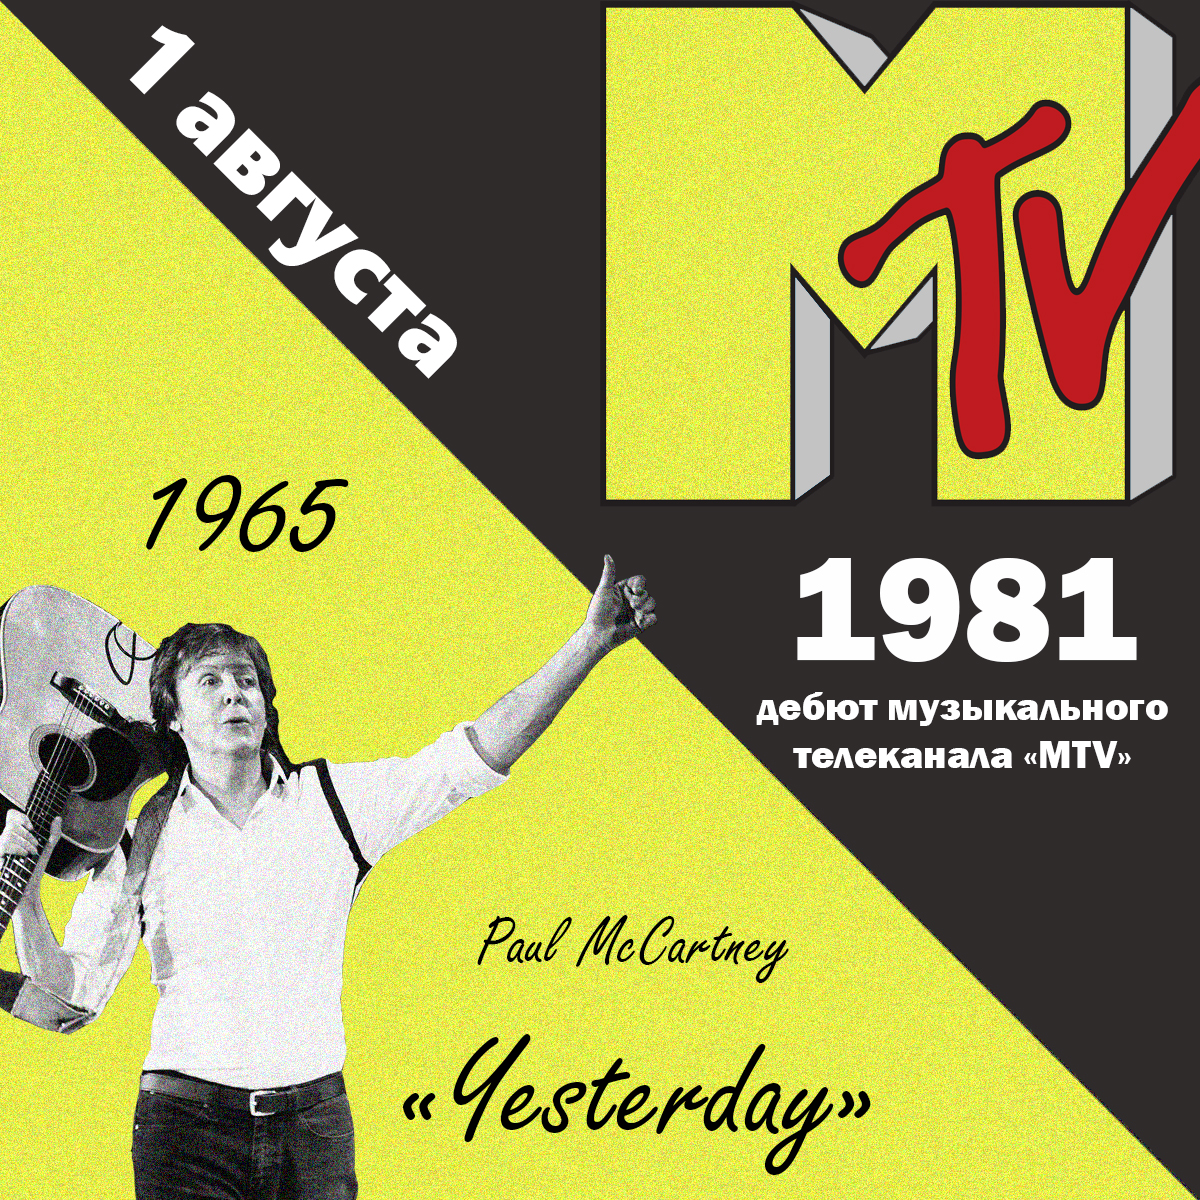 1 августа
MTV
1965
1981
дебют музыкального
телеканала «MTV»
Paul McCartney
«Yesterday»